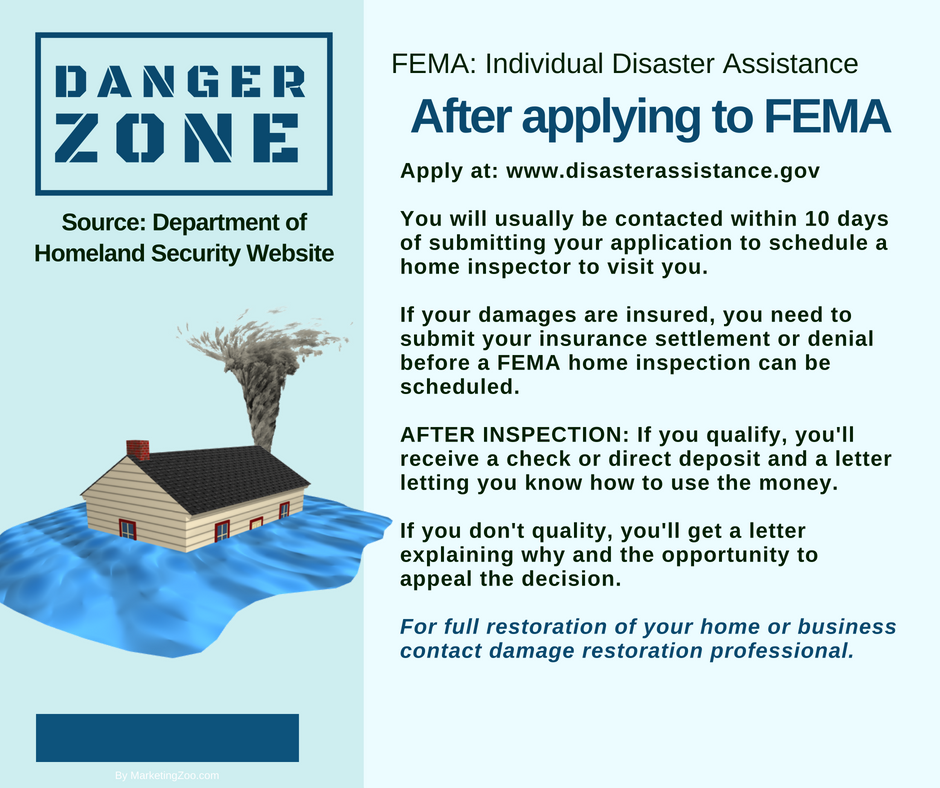 DANGER
ZONE
Source: Department of
Homeland Security Website
By MarketingZoo.com
FEMA: Individual Disaster Assistance
After applying to FEMA
Apply at: www.disasterassistance.gov
You will usually be contacted within 10 days
of submitting your application to schedule a
home inspector to visit you.
If your damages are insured, you need to
submit your insurance settlement or denial
before a FEMA home inspection can be
scheduled.
AFTER INSPECTION: If you qualify, you'll
receive a check or direct deposit and a letter
letting you know how to use the money.
If you don't quality, you'll get a letter
explaining why and the opportunity to
appeal the decision.
For full restoration of your home or business
contact damage restoration professional.